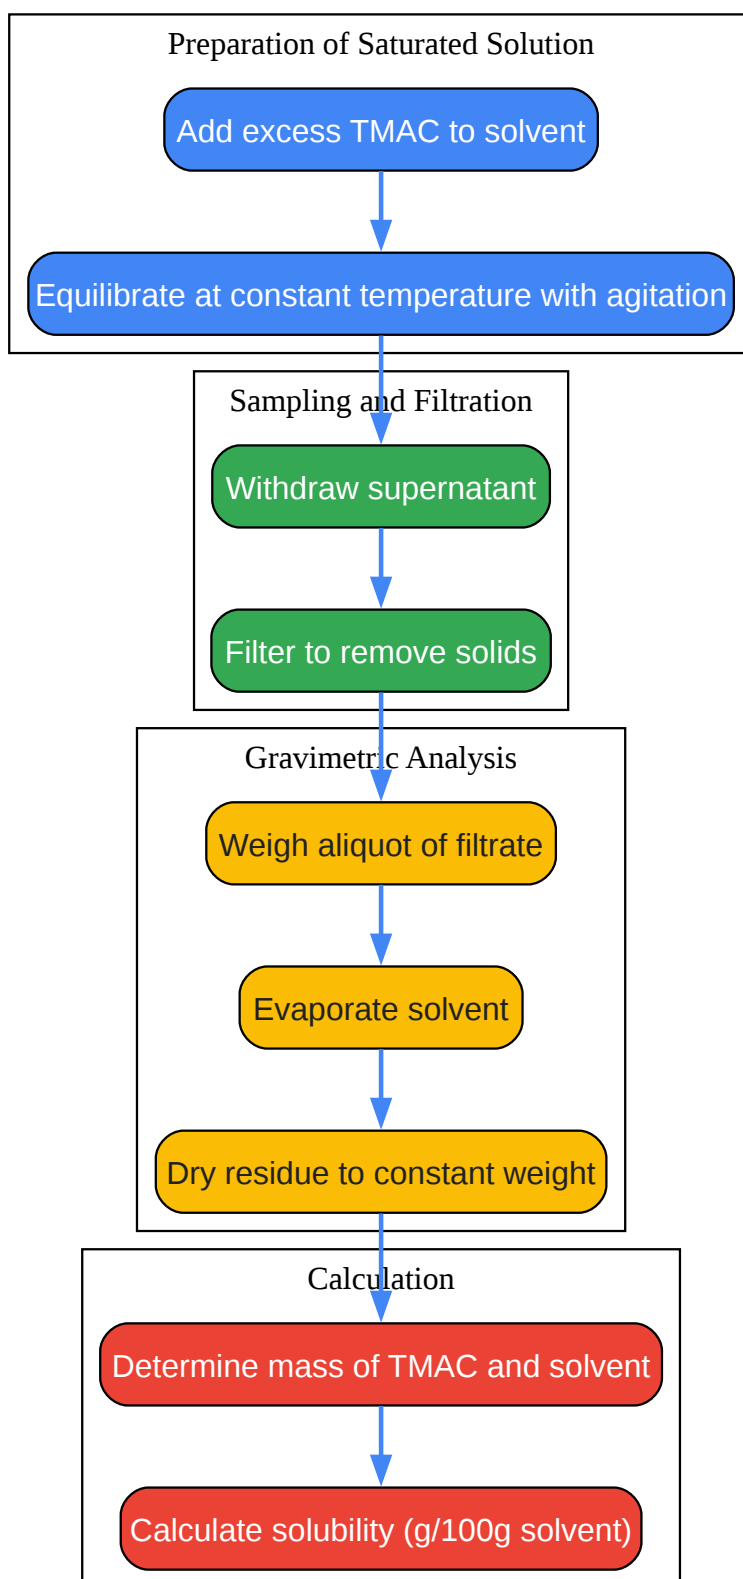 Preparation of Saturated Solution
Add excess TMAC to solvent
Equilibrate at constant temperature with agitation
Sampling and Filtration
Withdraw supernatant
Filter to remove solids
Gravimetric Analysis
Weigh aliquot of filtrate
Evaporate solvent
Dry residue to constant weight
Calculation
Determine mass of TMAC and solvent
Calculate solubility (g/100g solvent)